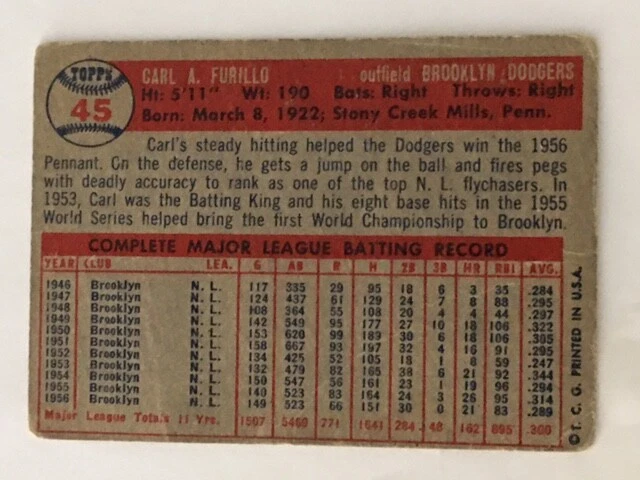 TOPPS
45
CARL A. FURILLO outfield BROOKLYN DODGERS
Ht: 5'11" Wt: 190 Bats: Right Throws: Right
Born: March 8, 1922; Stony Creek Mills, Penn.
Carl's steady hitting helped the Dodgers win the 1956
Pennant. On the defense, he gets a jump on the ball and fires pegs
with deadly accuracy to rank as one of the top N. L. flychasers. In
1953, Carl was the Batting King and his eight base hits in the 1955
World Series helped bring the first World Championship to Brooklyn.
COMPLETE MAJOR LEAGUE BATTING RECORD
YEAR CLUB LEA. G AB R H 2B 3B HR RBI AVG.
1946 Brooklyn N. L. 117 335 29 95 18 6 3 35 .284
1947 Brooklyn N. L. 124 437 61 129 24 7 8 88 .295
1948 Brooklyn N. L. 108 364 55 108 20 4 4 44 .297
1949 Brooklyn N. L. 142 549 95 177 27 10 18 106 .322
1950 Brooklyn N. L. 153 620 99 189 30 6 18 106 .305
1951 Brooklyn N. L. 158 667 93 197 32 4 16 91 .295
1952 Brooklyn N. L. 134 425 52 105 18 1 8 59 .247
1953 Brooklyn N. L. 132 479 82 165 38 6 21 92 .344
1954 Brooklyn N. L. 150 547 56 161 23 1 19 96 .294
1955 Brooklyn N. L. 140 523 83 164 24 3 26 95 .314
1956 Brooklyn N. L. 149 523 66 151 30 0 21 83 .289
Major League Totals 11 Yrs. 1507 5469 771 1641 284 48 162 895 .300
© T. C. G. PRINTED IN U.S.A.